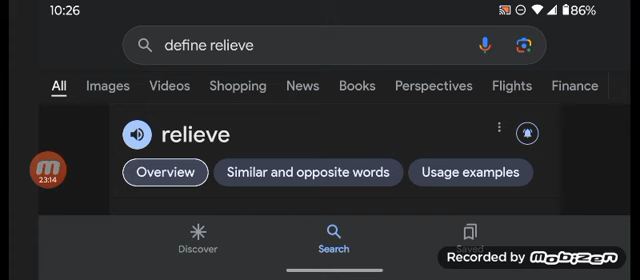 10:26 86%
define relieve
All Images Videos Shopping News Books Perspectives Flights Finance
relieve
23:14
Overview Similar and opposite words Usage examples
Discover Search Saved
Recorded by MOBIZEN